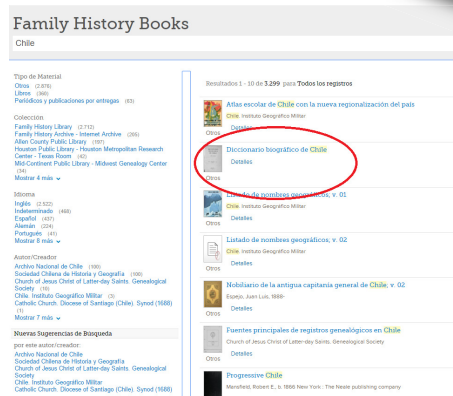 Family History Books
Chile
Tipo de Material
Otros (2.878)
Libros (366)
Periódicos y publicaciones por entregas (83)
Colección
Family History Library (2.712)
Family History Archive - Internet Archive (265)
Allen County Public Library (197)
Houston Public Library - Houston Metropolitan Research
Center - Texas Room (42)
Mid-Continent Public Library - Midwest Genealogy Center
(34)
Mostrar 4 más
Idioma
Inglés (2.522)
Indeterminado (468)
Español (437)
Alemán (224)
Portugués (41)
Mostrar 8 más
Autor/Creador
Archivo Nacional de Chile (190)
Sociedad Chilena de Historia y Geografía (100)
Church of Jesus Christ of Latter-day Saints. Genealogical
Society (16)
Chile. Instituto Geográfico Militar (3)
Catholic Church. Diocese of Santiago (Chile). Synod (1688)
(1)
Mostrar 7 más
Nuevas Sugerencias de Búsqueda
por este autor/creador:
Archivo Nacional de Chile
Sociedad Chilena de Historia y Geografía
Church of Jesus Christ of Latter-day Saints. Genealogical
Society
Chile. Instituto Geográfico Militar
Catholic Church. Diocese of Santiago (Chile). Synod (1688)
Resultados 1 - 10 de 3.299 para Todos los registros
Atlas escolar de Chile con la nueva regionalización del país
Chile. Instituto Geográfico Militar
Detalles
Otros
Diccionario biográfico de Chile
Detalles
Otros
Listado de nombres geográficos, v. 01
Chile. Instituto Geográfico Militar
Detalles
Otros
Listado de nombres geográficos, v. 02
Chile. Instituto Geográfico Militar
Detalles
Otros
Nobiliario de la antigua capitanía general de Chile, v. 02
Espejo, Juan Luis, 1888-
Detalles
Otros
Fuentes principales de registros genealógicos en Chile
Church of Jesus Christ of Latter-day Saints. Genealogical Society
Detalles
Otros
Progressive Chile
Mansfield, Robert E., b. 1866 New York : The Neale publishing company